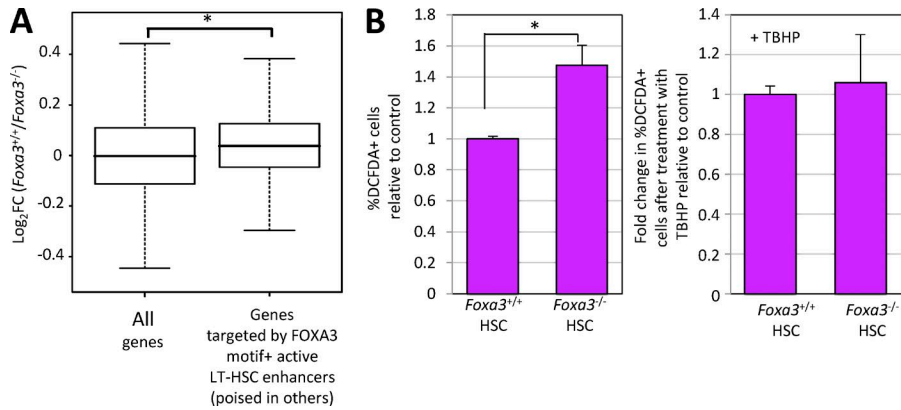 A
*
Log₂FC (Foxa3⁺/⁺/Foxa3⁻/⁻)
0.4
0.2
0
-0.2
-0.4
All
genes
Genes
targeted by FOXA3
motif+ active
LT-HSC enhancers
(poised in others)
B
*
%DCFDA+ cells
relative to control
1.8
1.6
1.4
1.2
1
0.8
0.6
0.4
0.2
0
Foxa3⁺/⁺
HSC
Foxa3⁻/⁻
HSC
Fold change in %DCFDA+
cells after treatment with
TBHP relative to control
+ TBHP
1.4
1.2
1.0
0.8
0.6
0.4
0.2
0
Foxa3⁺/⁺
HSC
Foxa3⁻/⁻
HSC